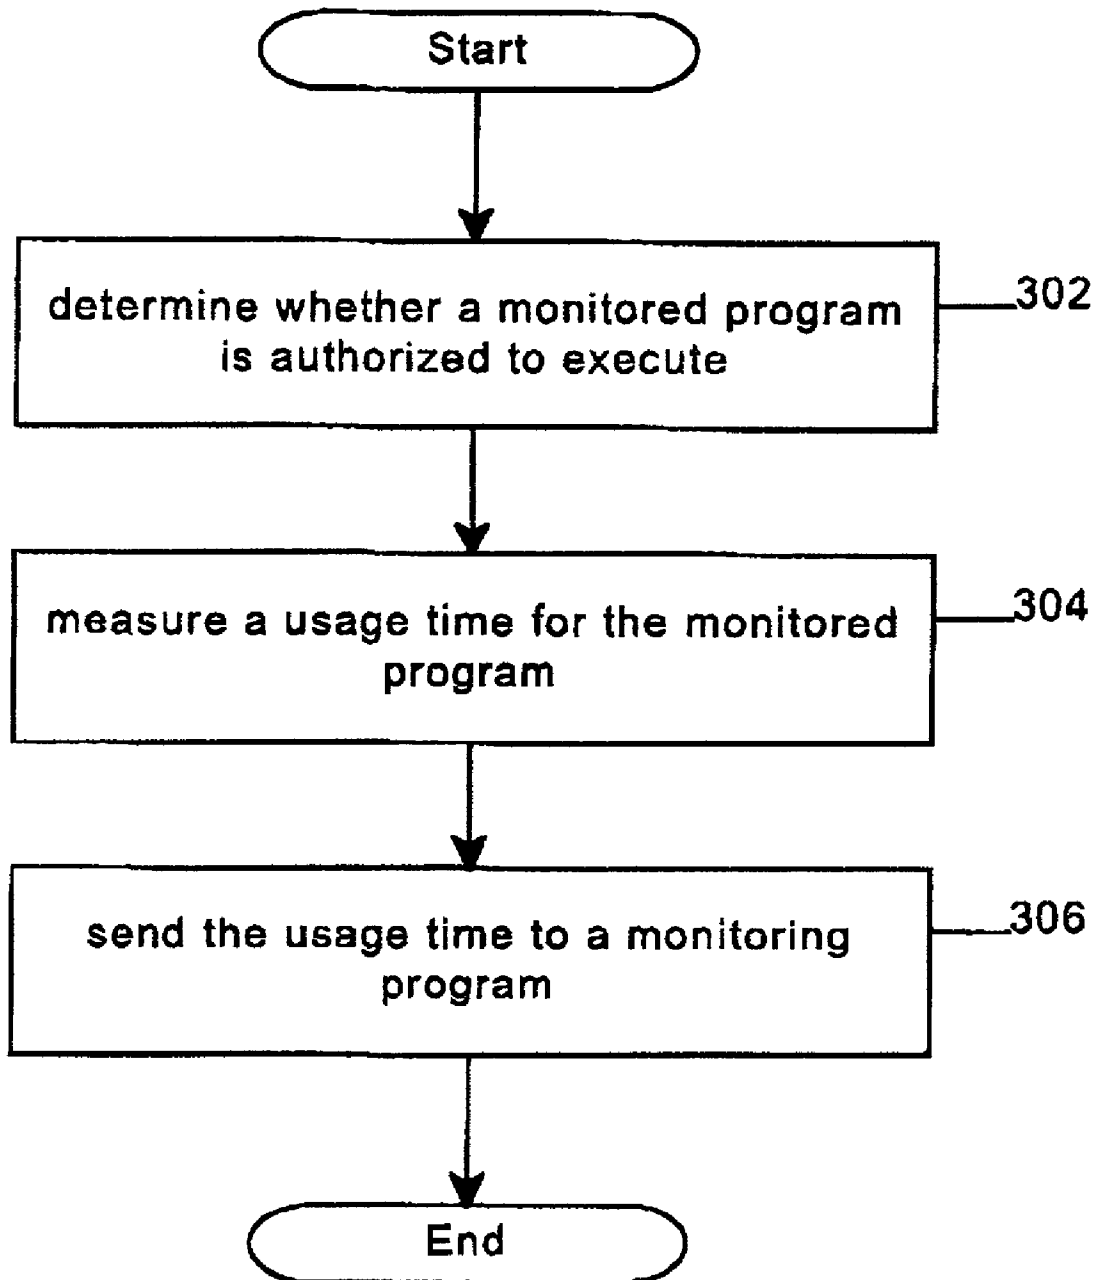 Start
determine whether a monitored program
is authorized to execute
302
measure a usage time for the monitored
program
304
send the usage time to a monitoring
program
306
End